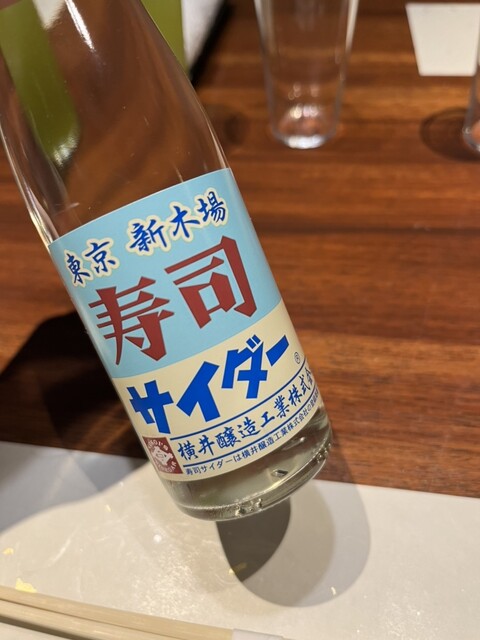 東京 新木場
寿司
サイダー®
横井醸造工業株式会
寿司サイダーは横井醸造工業株式会社の